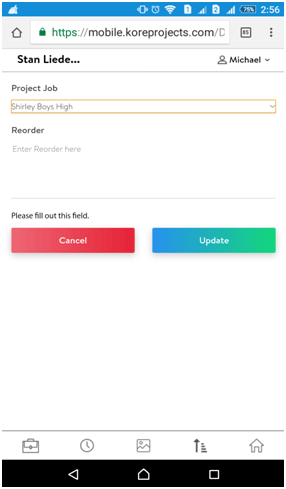 75% 2:56
https://mobile.koreprojects.com/D 85
Stan Liede... Michael
Project Job
Shirley Boys High
Reorder
Enter Reorder here
Please fill out this field.
Cancel Update